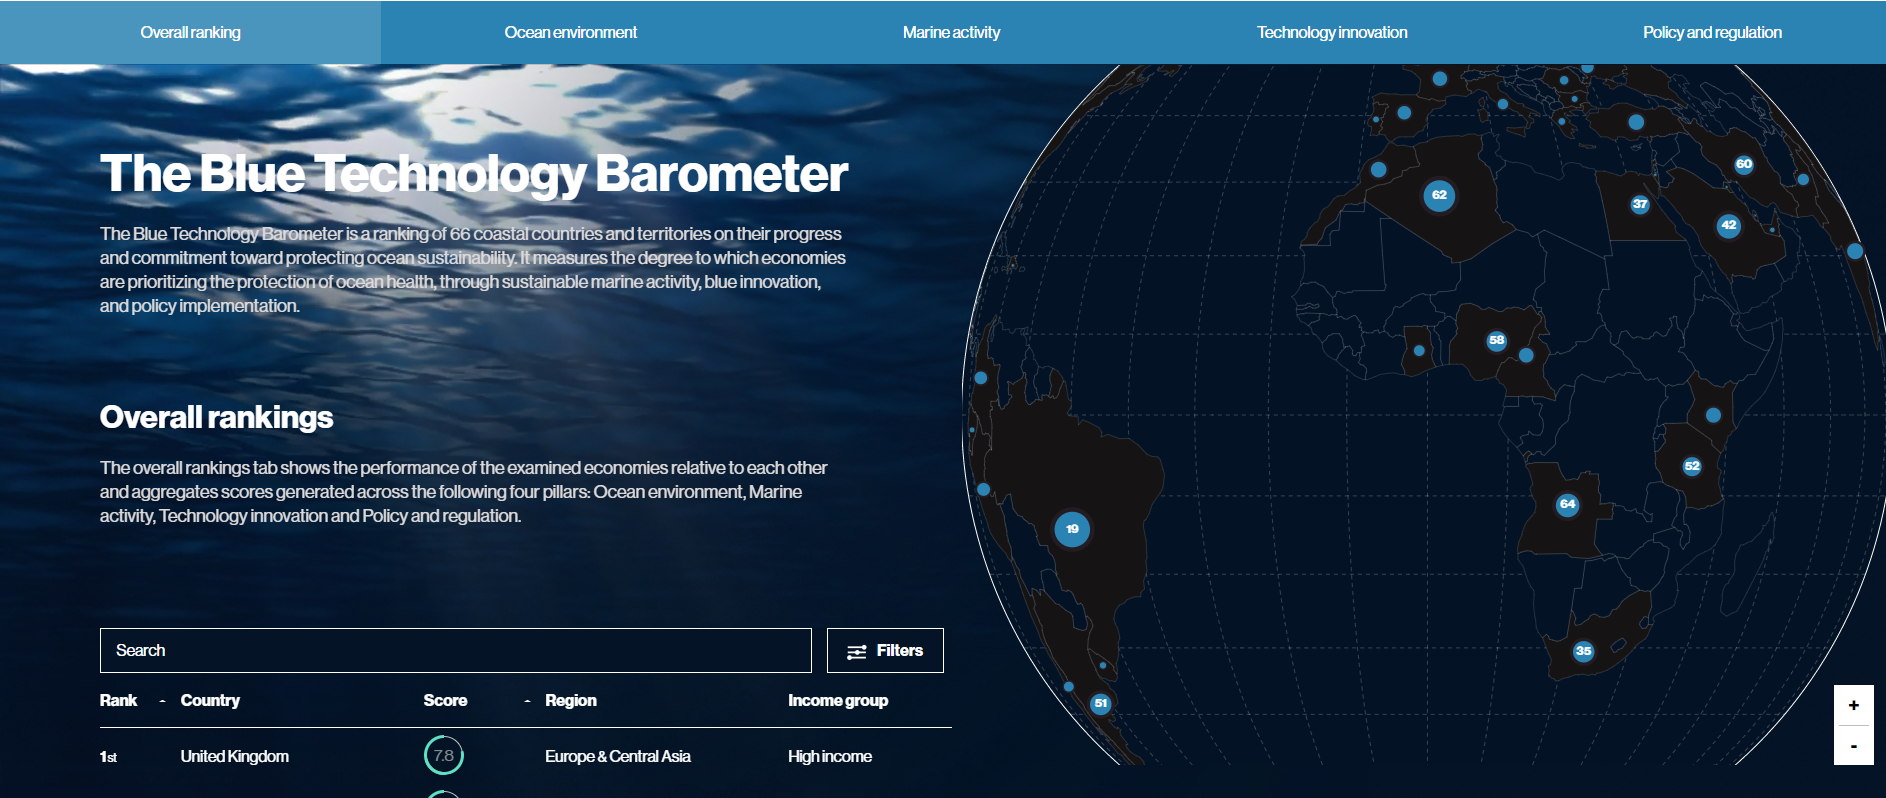 Overall ranking
Ocean environment
Marine activity
Technology innovation
Policy and regulation
The Blue Technology Barometer
The Blue Technology Barometer is a ranking of 66 coastal countries and territories on their progress
and commitment toward protecting ocean sustainability. It measures the degree to which economies
are prioritizing the protection of ocean health, through sustainable marine activity, blue innovation,
and policy implementation.
Overall rankings
The overall rankings tab shows the performance of the examined economies relative to each other
and aggregates scores generated across the following four pillars: Ocean environment, Marine
activity, Technology innovation and Policy and regulation.
Search
Filters
Rank
Country
Score
Region
Income group
1st
United Kingdom
7.8
Europe & Central Asia
High income
60
62
37
42
58
52
64
19
35
51
+
-